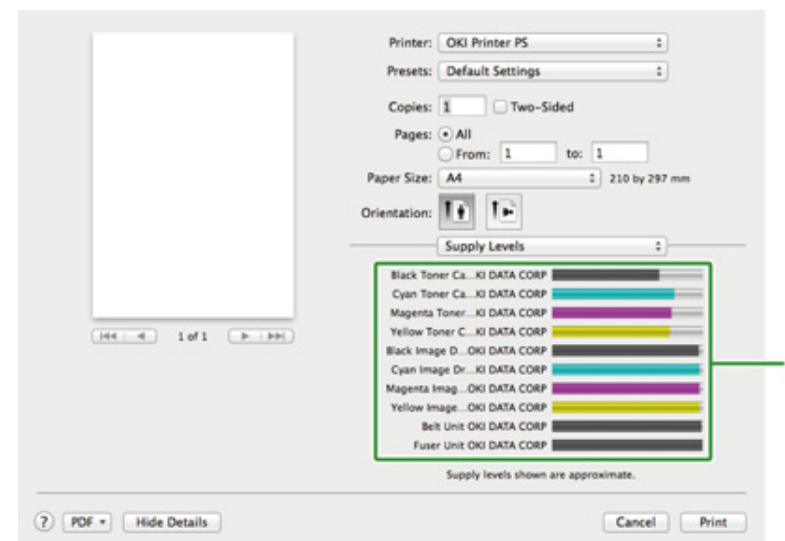 Printer: OKI Printer PS
Presets: Default Settings
Copies: 1 Two-Sided
Pages: All
From: 1 to: 1
Paper Size: A4 210 by 297 mm
Orientation:
Supply Levels
Black Toner Ca...KI DATA CORP
Cyan Toner Ca...KI DATA CORP
Magenta Toner...KI DATA CORP
Yellow Toner C...KI DATA CORP
Black Image D...OKI DATA CORP
Cyan Image Dr...KI DATA CORP
Magenta Imag...OKI DATA CORP
Yellow Image...OKI DATA CORP
Belt Unit OKI DATA CORP
Fuser Unit OKI DATA CORP
1 of 1
Supply levels shown are approximate.
? PDF Hide Details Cancel Print